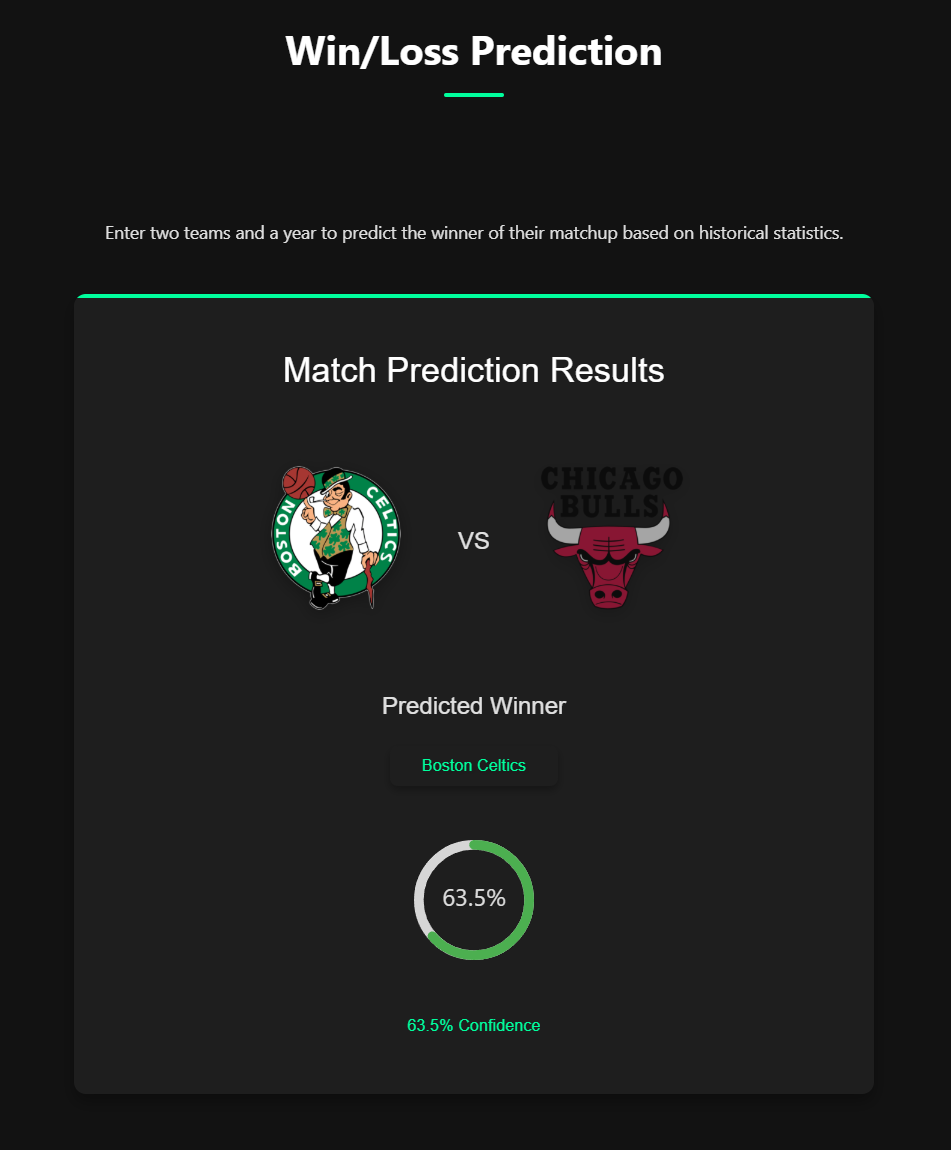 Win/Loss Prediction
Enter two teams and a year to predict the winner of their matchup based on historical statistics.
Match Prediction Results
BOSTON CELTICS
VS
CHICAGO
BULLS
Predicted Winner
Boston Celtics
63.5%
63.5% Confidence